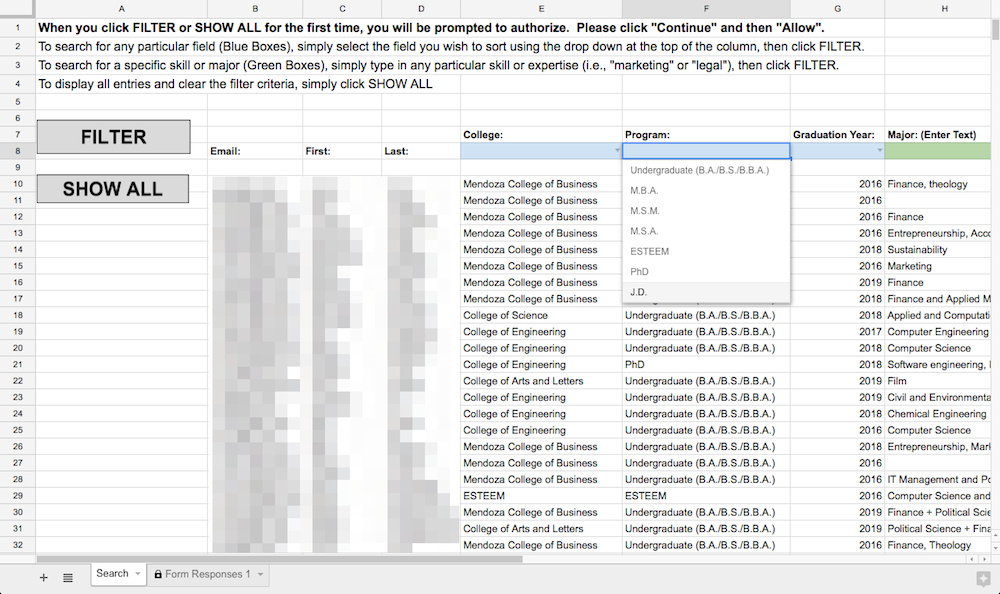 A B C D E F G H
1 When you click FILTER or SHOW ALL for the first time, you will be prompted to authorize. Please click "Continue" and then "Allow".
2 To search for any particular field (Blue Boxes), simply select the field you wish to sort using the drop down at the top of the column, then click FILTER.
3 To search for a specific skill or major (Green Boxes), simply type in any particular skill or expertise (i.e., "marketing" or "legal"), then click FILTER.
4 To display all entries and clear the filter criteria, simply click SHOW ALL
5
6
FILTER
7 College: Program: Graduation Year: Major: (Enter Text)
8 Email: First: Last:
9 Undergraduate (B.A./B.S./B.B.A.)
SHOW ALL
10 Mendoza College of Business M.B.A. 2016 Finance, theology
11 Mendoza College of Business M.S.M. 2016
12 Mendoza College of Business 2016 Finance
13 Mendoza College of Business M.S.A. 2016 Entrepreneurship, Acco
14 Mendoza College of Business ESTEEM 2018 Sustainability
15 Mendoza College of Business PhD 2016 Marketing
16 Mendoza College of Business J.D. 2019 Finance
17 Mendoza College of Business 2018 Finance and Applied M
18 College of Science Undergraduate (B.A./B.S./B.B.A.) 2018 Applied and Computati
19 College of Engineering Undergraduate (B.A./B.S./B.B.A.) 2017 Computer Engineering
20 College of Engineering Undergraduate (B.A./B.S./B.B.A.) 2018 Computer Science
21 College of Engineering PhD 2018 Software engineering,
22 College of Arts and Letters Undergraduate (B.A./B.S./B.B.A.) 2019 Film
23 College of Engineering Undergraduate (B.A./B.S./B.B.A.) 2019 Civil and Environmenta
24 College of Engineering Undergraduate (B.A./B.S./B.B.A.) 2018 Chemical Engineering
25 College of Engineering Undergraduate (B.A./B.S./B.B.A.) 2016 Computer Science
26 Mendoza College of Business Undergraduate (B.A./B.S./B.B.A.) 2018 Entrepreneurship, Mark
27 Mendoza College of Business Undergraduate (B.A./B.S./B.B.A.) 2016
28 Mendoza College of Business Undergraduate (B.A./B.S./B.B.A.) 2016 IT Management and Po
29 ESTEEM ESTEEM 2016 Computer Science and
30 Mendoza College of Business Undergraduate (B.A./B.S./B.B.A.) 2019 Finance + Political Scie
31 College of Arts and Letters Undergraduate (B.A./B.S./B.B.A.) 2019 Political Science + Fina
32 Mendoza College of Business Undergraduate (B.A./B.S./B.B.A.) 2016 Finance, Theology
Search Form Responses 1